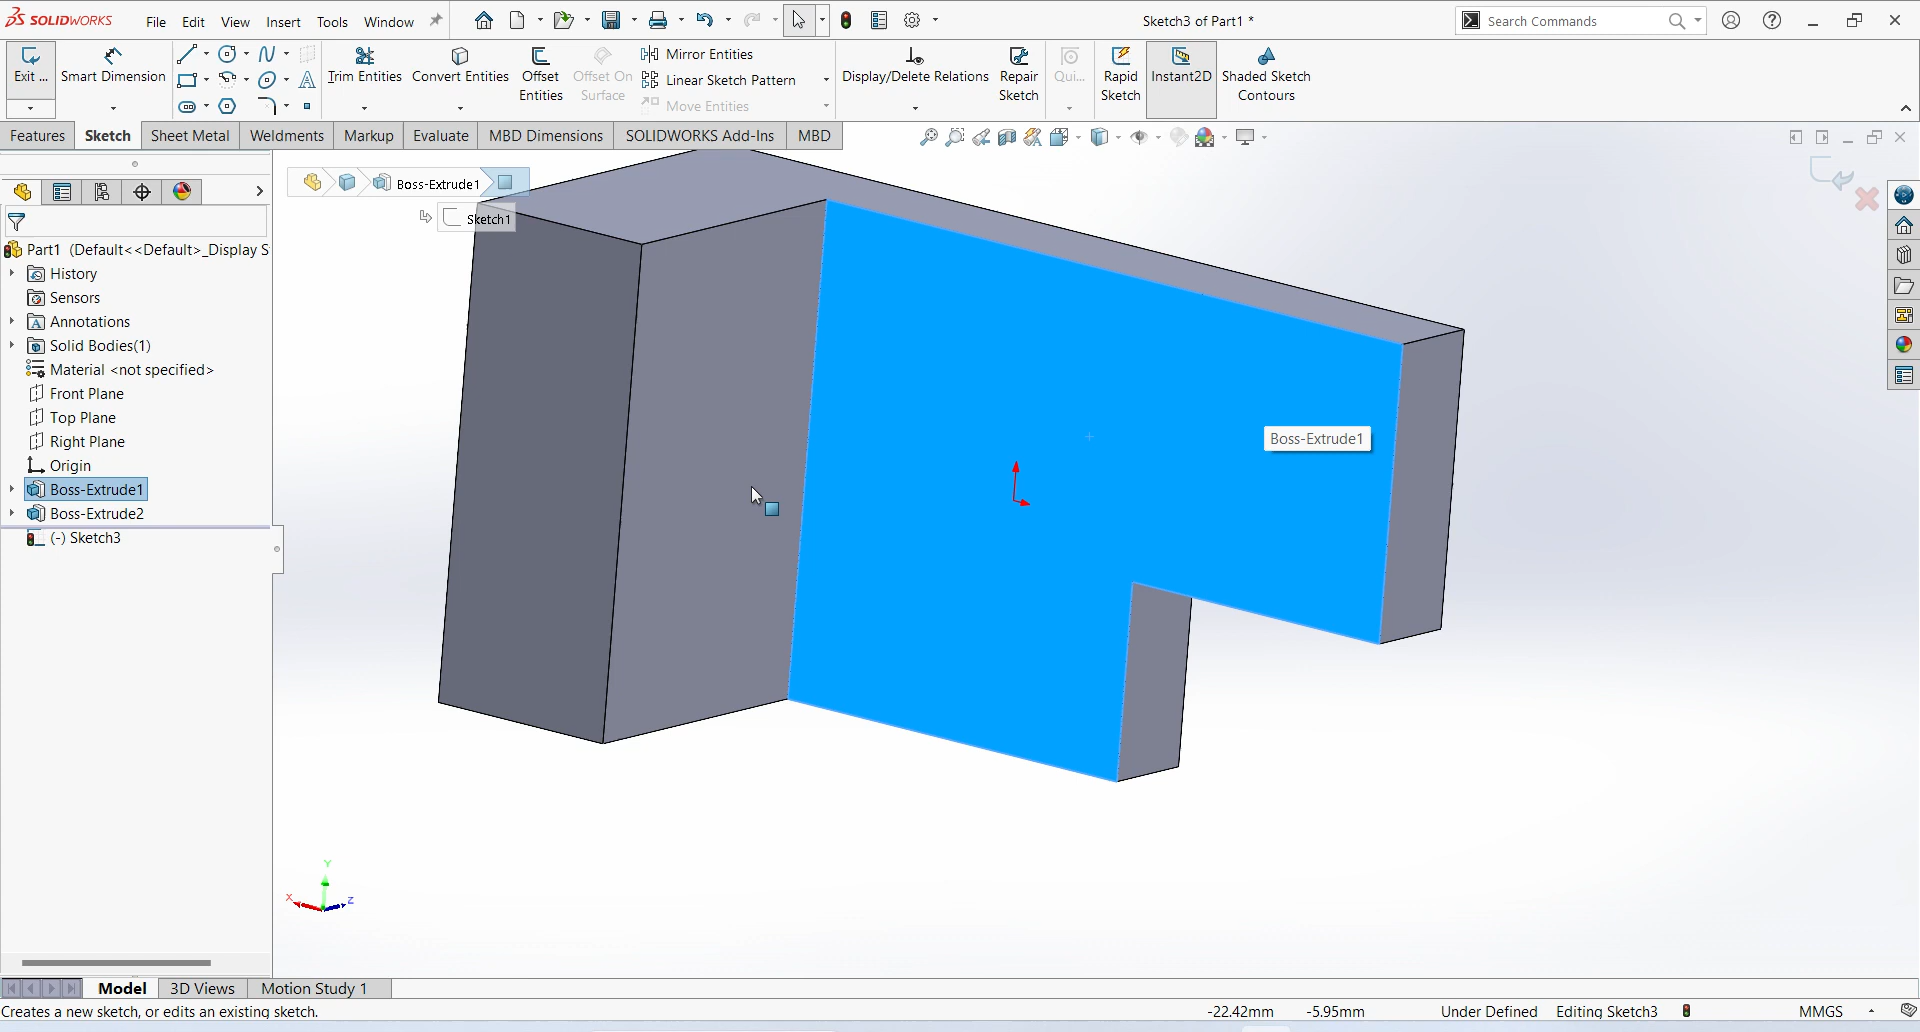 SOLIDWORKS File Edit View Insert Tools Window Sketch3 of Part1 * Search Commands
Exit ... Smart Dimension Trim Entities Convert Entities Offset Entities Offset On Surface Mirror Entities Linear Sketch Pattern Move Entities Display/Delete Relations Repair Sketch Qui... Rapid Sketch Instant2D Shaded Sketch Contours
Features Sketch Sheet Metal Weldments Markup Evaluate MBD Dimensions SOLIDWORKS Add-Ins MBD
Boss-Extrude1
Sketch1
Part1 (Default<<Default>_Display S
History
Sensors
Annotations
Solid Bodies(1)
Material <not specified>
Front Plane
Top Plane
Right Plane
Origin
Boss-Extrude1
Boss-Extrude2
(-) Sketch3
Boss-Extrude1
Y
X
Z
Model 3D Views Motion Study 1
Creates a new sketch, or edits an existing sketch. -22.42mm -5.95mm Under Defined Editing Sketch3 MMGS